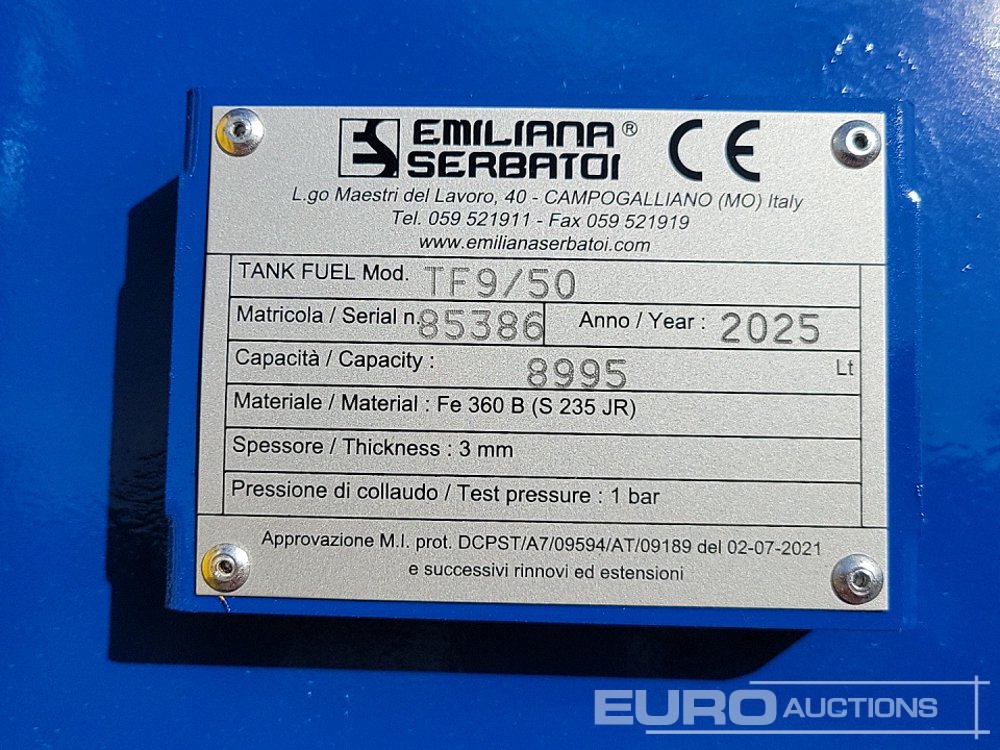 EMILIANA®
SERBATOI
CE
L.go Maestri del Lavoro, 40 - CAMPOGALLIANO (MO) Italy
Tel. 059 521911 - Fax 059 521919
www.emilianaserbatoi.com
TANK FUEL Mod. TF9/50
Matricola / Serial n. 85386 Anno / Year : 2025
Capacità / Capacity : 8995 Lt
Materiale / Material : Fe 360 B (S 235 JR)
Spessore / Thickness : 3 mm
Pressione di collaudo / Test pressure : 1 bar
Approvazione M.I. prot. DCPST/A7/09594/AT/09189 del 02-07-2021
e successivi rinnovi ed estensioni
EURO AUCTIONS